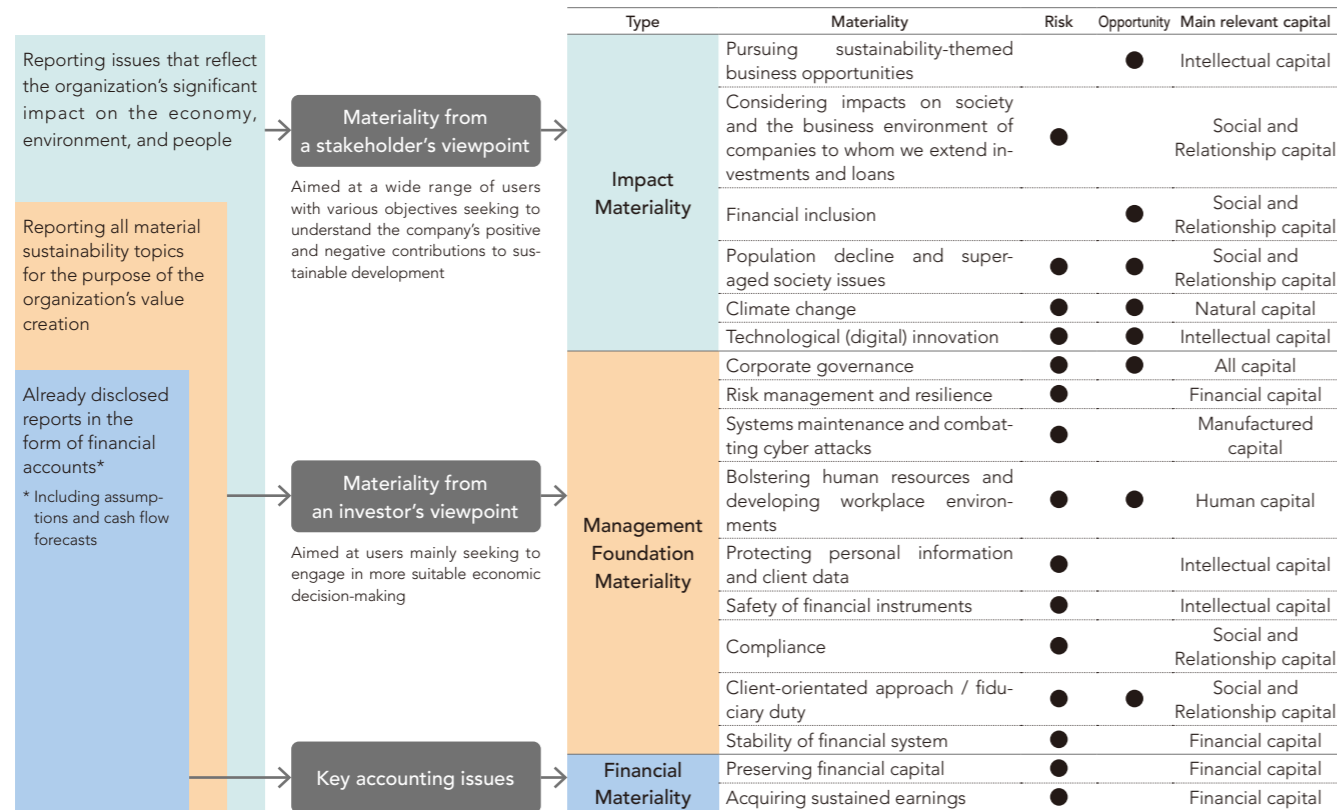 Reporting issues that reflect
the organization's significant
impact on the economy,
environment, and people
Reporting all material
sustainability topics
for the purpose of the
organization's value
creation
Already disclosed
reports in the
form of financial
accounts*
* Including assump-
tions and cash flow
forecasts
Materiality from
a stakeholder's viewpoint
Aimed at a wide range of users
with various objectives seeking to
understand the company's positive
and negative contributions to sus-
tainable development
Materiality from
an investor's viewpoint
Aimed at users mainly seeking to
engage in more suitable economic
decision-making
Key accounting issues
Type Materiality Risk Opportunity Main relevant capital
Impact
Materiality
Pursuing sustainability-themed
business opportunities
● Intellectual capital
Considering impacts on society
and the business environment of
companies to whom we extend in-
vestments and loans
● Social and
Relationship capital
Financial inclusion ● Social and
Relationship capital
Population decline and super-
aged society issues
● ● Social and
Relationship capital
Climate change ● ● Natural capital
Technological (digital) innovation ● ● Intellectual capital
Management
Foundation
Materiality
Corporate governance ● ● All capital
Risk management and resilience ● Financial capital
Systems maintenance and combat-
ting cyber attacks
● Manufactured
capital
Bolstering human resources and
developing workplace environ-
ments
● ● Human capital
Protecting personal information
and client data
● Intellectual capital
Safety of financial instruments ● Intellectual capital
Compliance ● Social and
Relationship capital
Client-orientated approach / fidu-
ciary duty
● ● Social and
Relationship capital
Stability of financial system ● Financial capital
Financial
Materiality
Preserving financial capital ● Financial capital
Acquiring sustained earnings ● Financial capital